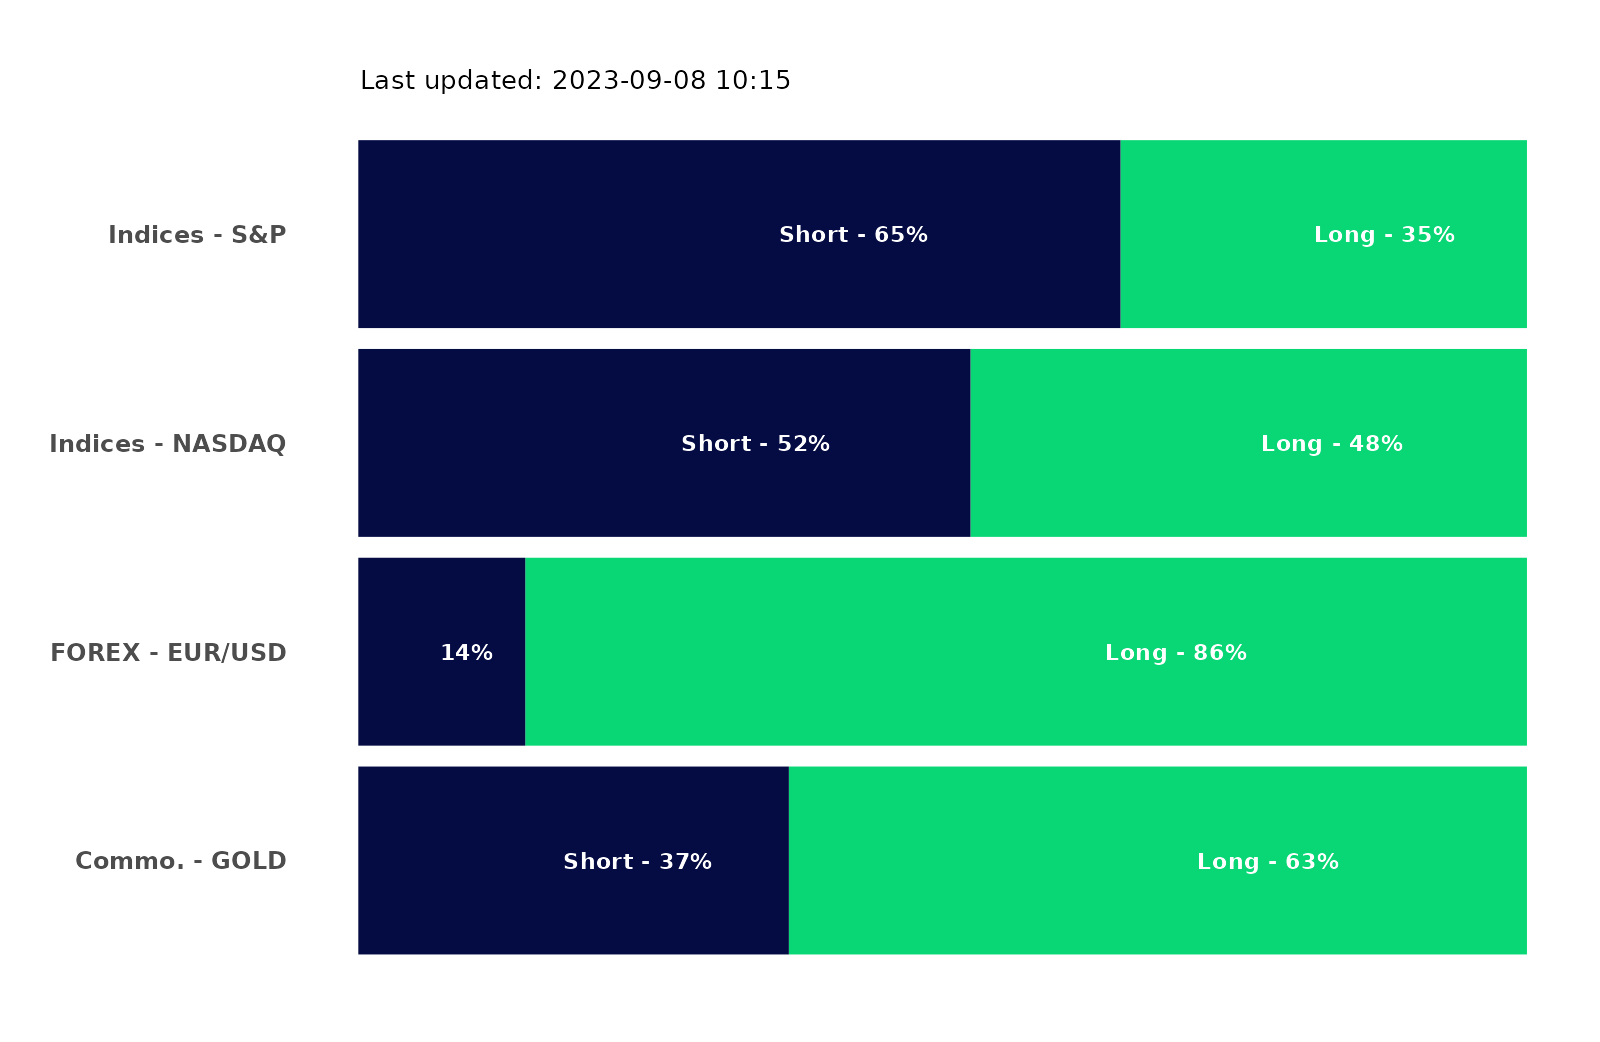 Last updated: 2023-09-08 10:15
Indices - S&P
Short - 65%
Long - 35%
Indices - NASDAQ
Short - 52%
Long - 48%
FOREX - EUR/USD
14%
Long - 86%
Commo. - GOLD
Short - 37%
Long - 63%